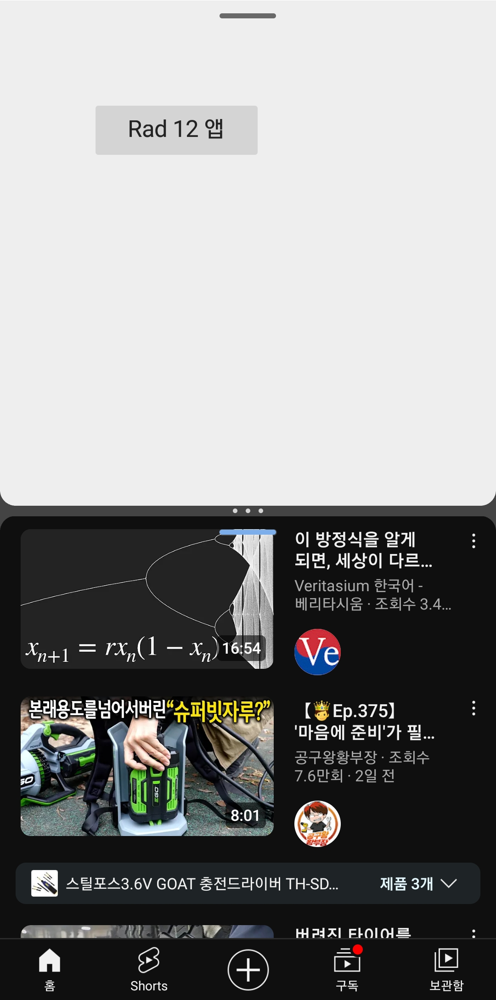 Rad 12 앱
이 방정식을 알게
되면, 세상이 다르...
Veritasium 한국어 -
베리타시움 · 조회수 3.4...
xn+1 = rxn(1 − xn)
16:54
Ve
본래용도를넘어서버린“슈퍼빗자루?”
【🤴Ep.375】
'마음에 준비'가 필...
공구왕황부장 · 조회수
7.6만회 · 2일 전
POWER+
EGO
8:01
공구왕
황부장
스틸포스3.6V GOAT 충전드라이버 TH-SD...
제품 3개
버려진 타이어를
홈
Shorts
구독
보관함